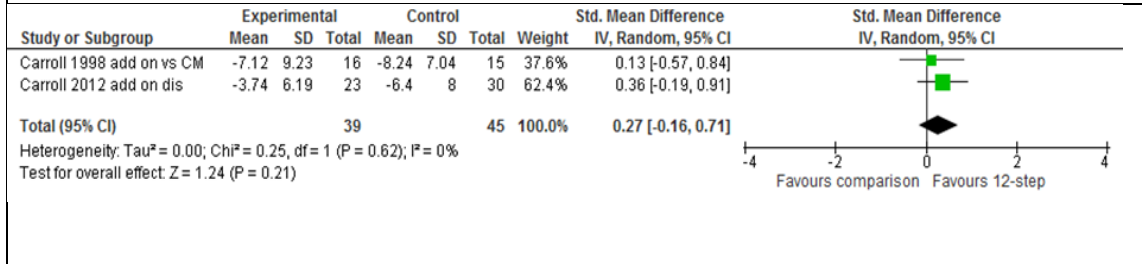 Experimental Control Std. Mean Difference Std. Mean Difference
Study or Subgroup Mean SD Total Mean SD Total Weight IV, Random, 95% CI IV, Random, 95% CI
Carroll 1998 add on vs CM -7.12 9.23 16 -8.24 7.04 15 37.6% 0.13 [-0.57, 0.84]
Carroll 2012 add on dis -3.74 6.19 23 -6.4 8 30 62.4% 0.36 [-0.19, 0.91]
Total (95% CI) 39 45 100.0% 0.27 [-0.16, 0.71]
Heterogeneity: Tau² = 0.00; Chi² = 0.25, df = 1 (P = 0.62); I² = 0%
Test for overall effect: Z = 1.24 (P = 0.21)
-4 -2 0 2 4
Favours comparison Favours 12-step